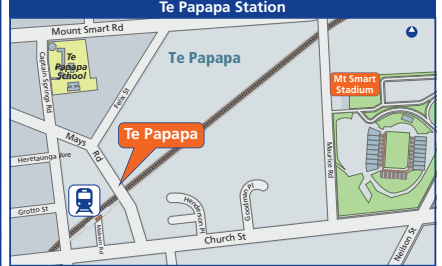 Te Papapa Station
Mount Smart Rd
Te
Papapa
School
Captain Springs Rd
Felix St
Te Papapa
Mt Smart
Stadium
Mays Rd
Te Papapa
Heretaunga Ave
Maurice Rd
Grotto St
Mökem Rd
Henderson Pl
Goodman Pl
Church St
Neilson St